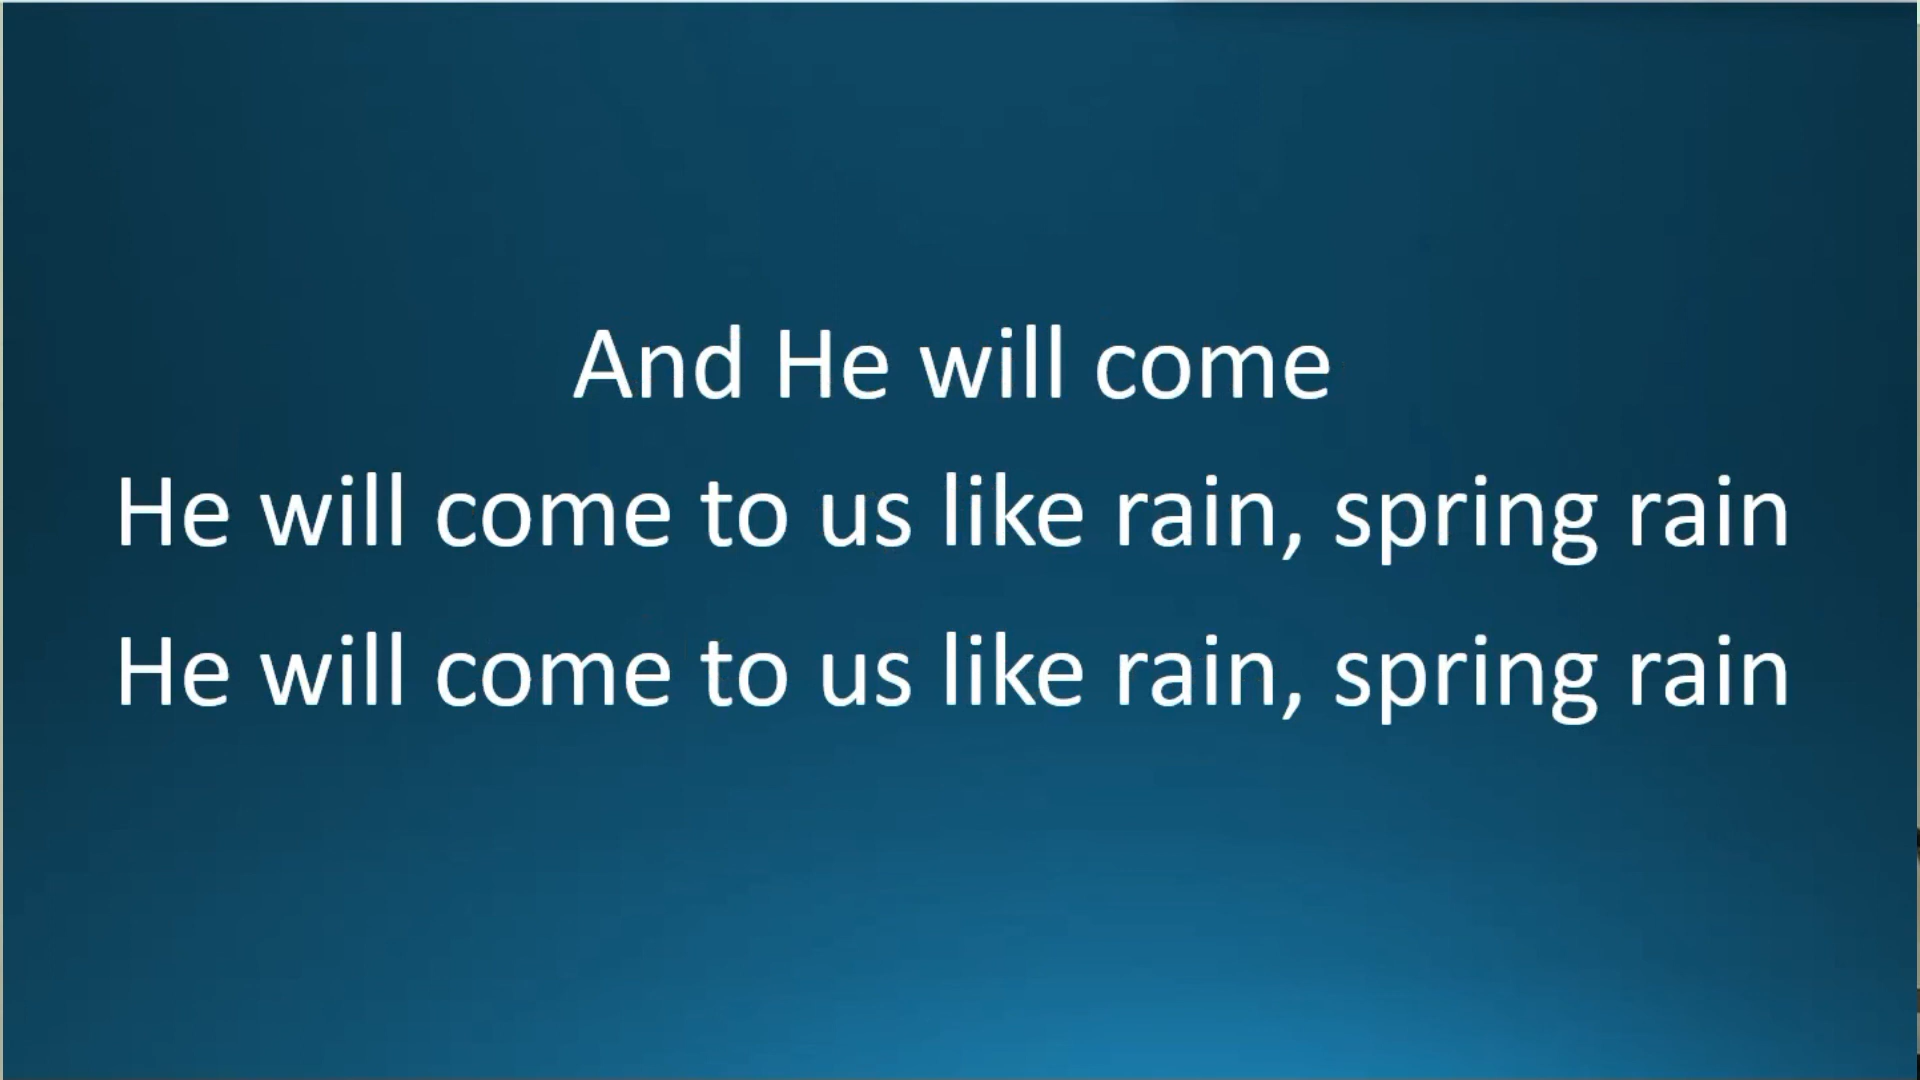 And He will come
He will come to us like rain, spring rain
He will come to us like rain, spring rain